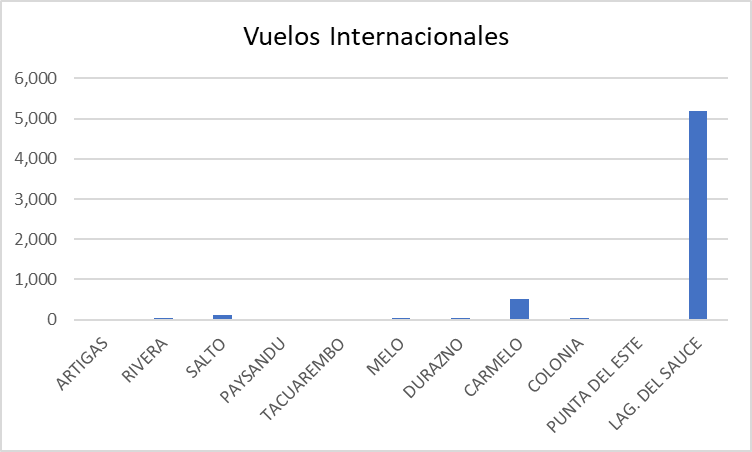 Vuelos Internacionales
6,000
5,000
4,000
3,000
2,000
1,000
0
ARTIGAS
RIVERA
SALTO
PAYSANDU
TACUAREMBO
MELO
DURAZNO
CARMELO
COLONIA
PUNTA DEL ESTE
LAG. DEL SAUCE